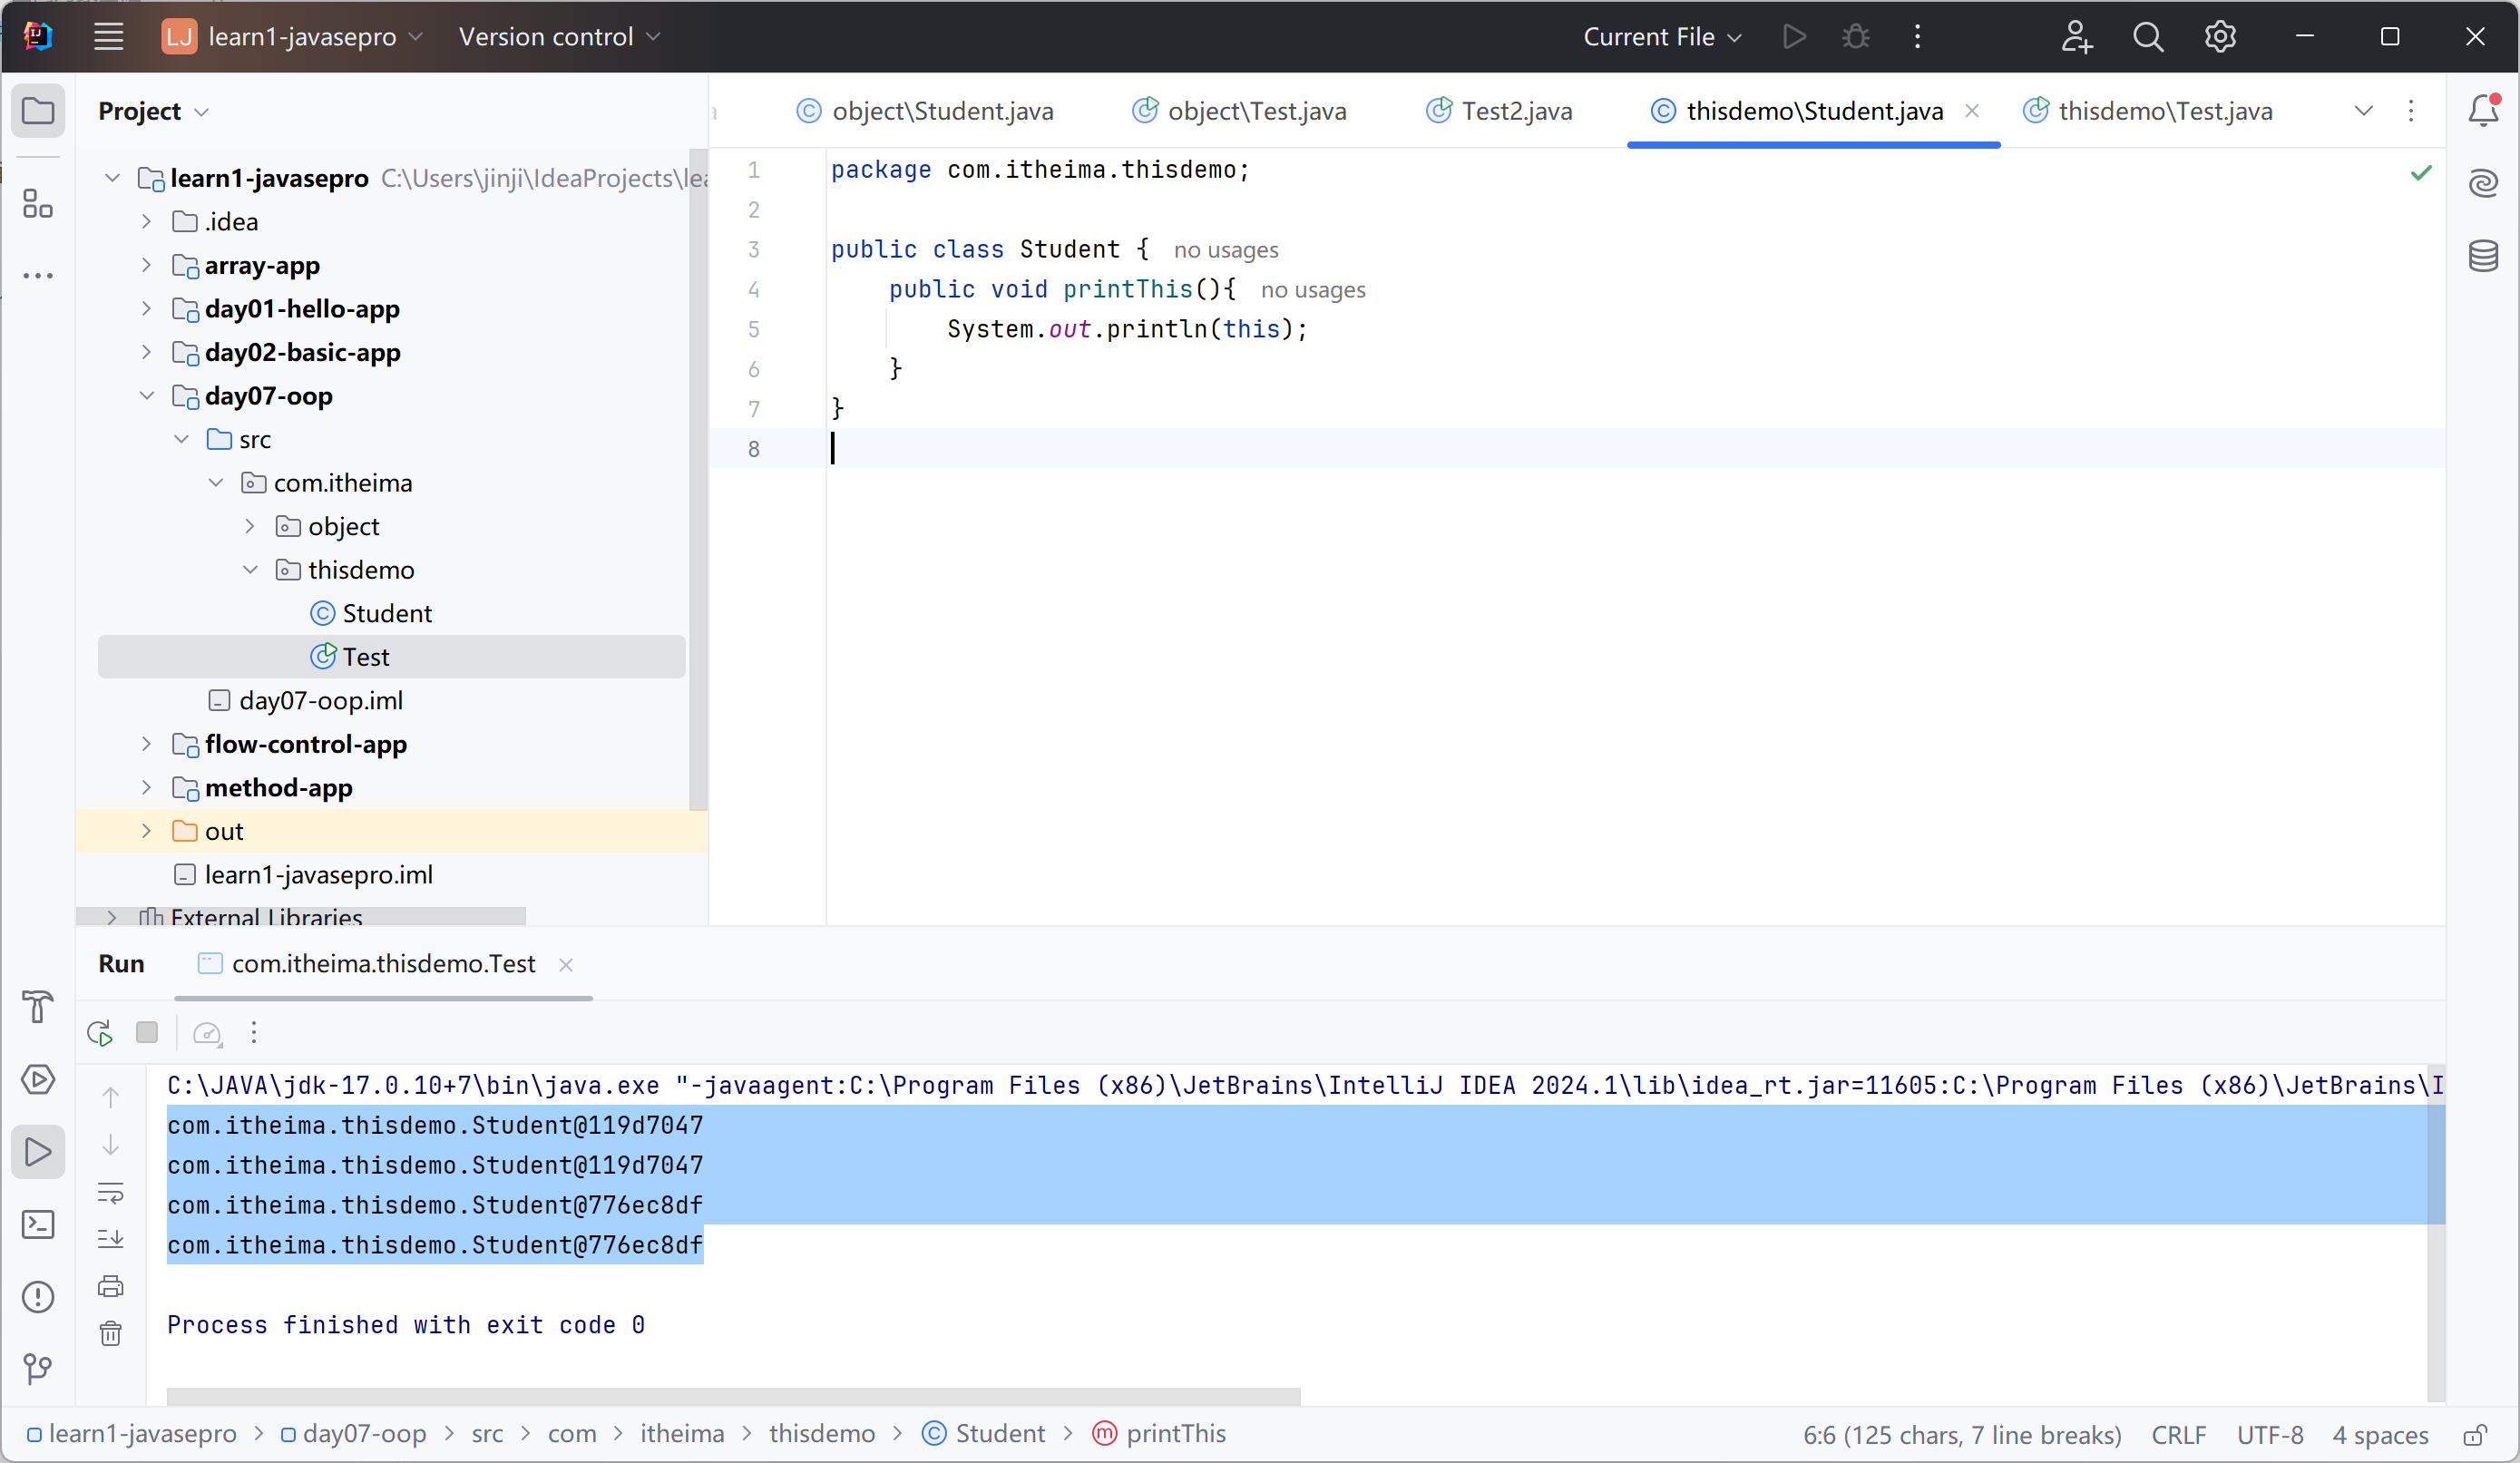 LJ learn1-javasepro Version control Current File
Project
object\Student.java object\Test.java Test2.java thisdemo\Student.java thisdemo\Test.java
learn1-javasepro C:\Users\jinji\IdeaProjects\lea
.idea
array-app
day01-hello-app
day02-basic-app
day07-oop
src
com.itheima
object
thisdemo
Student
Test
day07-oop.iml
flow-control-app
method-app
out
learn1-javasepro.iml
External Libraries
1 package com.itheima.thisdemo;
2
3 public class Student { no usages
4 public void printThis(){ no usages
5 System.out.println(this);
6 }
7 }
8
Run com.itheima.thisdemo.Test
C:\JAVA\jdk-17.0.10+7\bin\java.exe "-javaagent:C:\Program Files (x86)\JetBrains\IntelliJ IDEA 2024.1\lib\idea_rt.jar=11605:C:\Program Files (x86)\JetBrains\I
com.itheima.thisdemo.Student@119d7047
com.itheima.thisdemo.Student@119d7047
com.itheima.thisdemo.Student@776ec8df
com.itheima.thisdemo.Student@776ec8df
Process finished with exit code 0
learn1-javasepro > day07-oop > src > com > itheima > thisdemo > Student > printThis 6:6 (125 chars, 7 line breaks) CRLF UTF-8 4 spaces